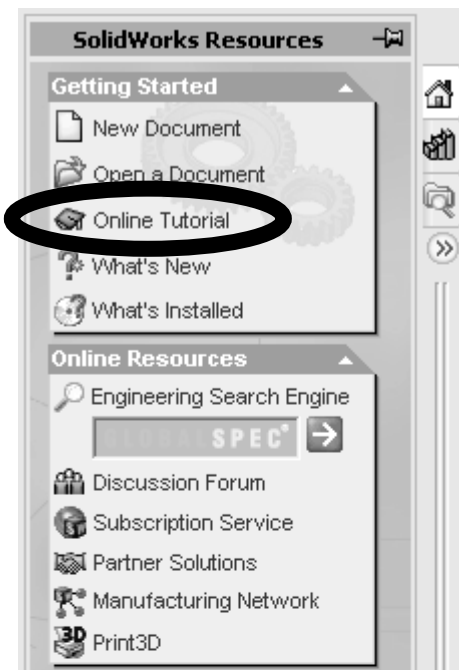 SolidWorks Resources
Getting Started
New Document
Open a Document
Online Tutorial
What's New
What's Installed
Online Resources
Engineering Search Engine
GLOBALSPEC®
Discussion Forum
Subscription Service
Partner Solutions
Manufacturing Network
3D Print3D